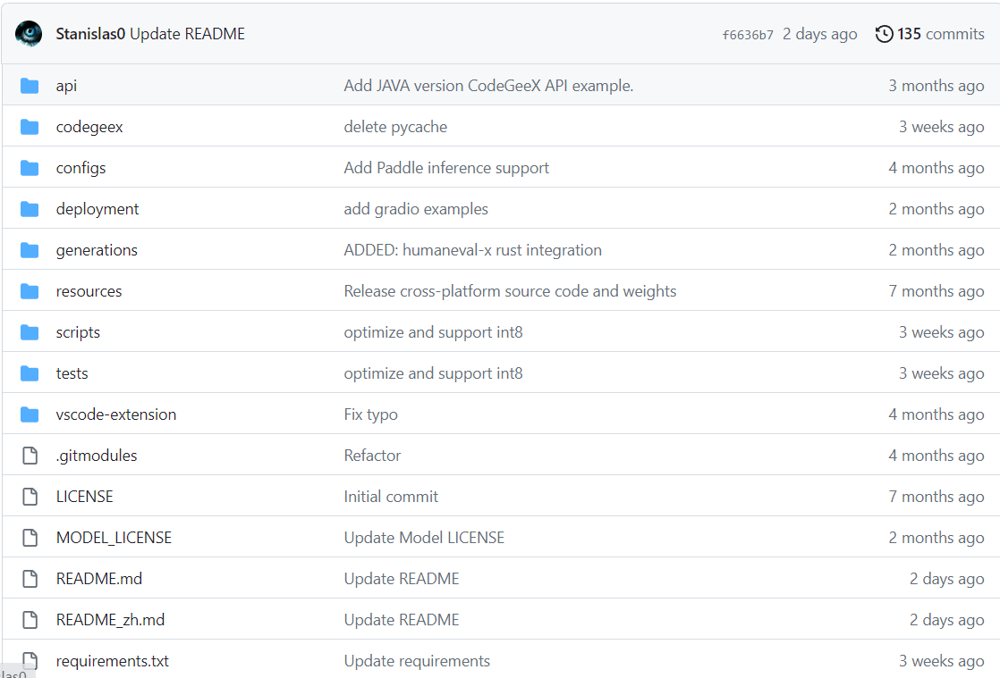 Stanislas0 Update README f6636b7 2 days ago 135 commits
api Add JAVA version CodeGeeX API example. 3 months ago
codegeex delete pycache 3 weeks ago
configs Add Paddle inference support 4 months ago
deployment add gradio examples 2 months ago
generations ADDED: humaneval-x rust integration 2 months ago
resources Release cross-platform source code and weights 7 months ago
scripts optimize and support int8 3 weeks ago
tests optimize and support int8 3 weeks ago
vscode-extension Fix typo 4 months ago
.gitmodules Refactor 4 months ago
LICENSE Initial commit 7 months ago
MODEL_LICENSE Update Model LICENSE 2 months ago
README.md Update README 2 days ago
README_zh.md Update README 2 days ago
requirements.txt Update requirements 3 weeks ago